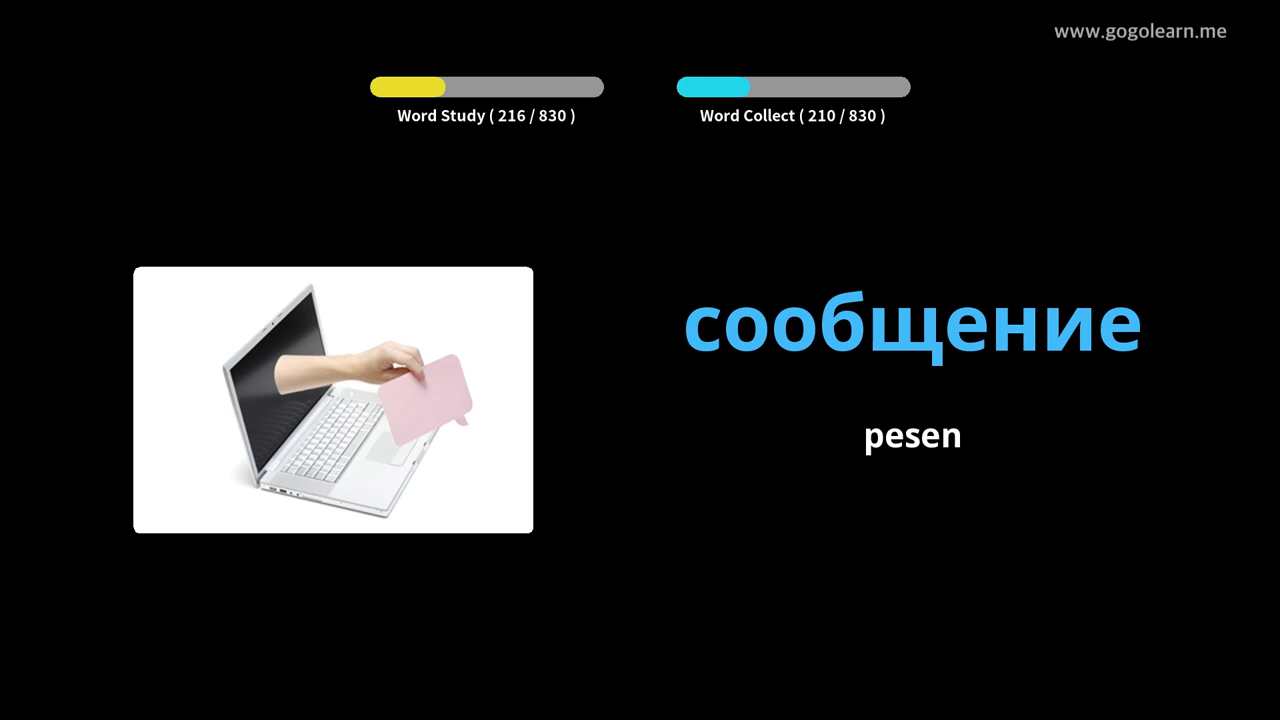 www.gogolearn.me
Word Study ( 216 / 830 )
Word Collect ( 210 / 830 )
сообщение
pesen